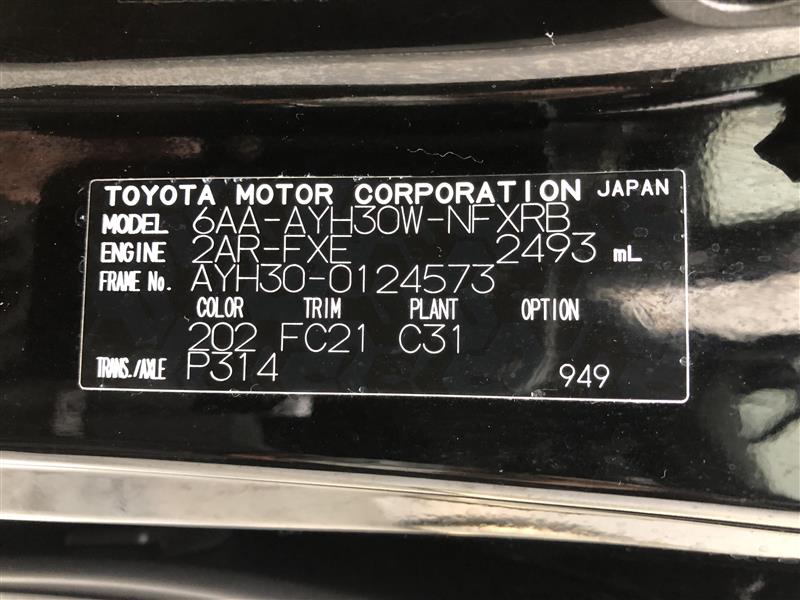 TOYOTA MOTOR CORPORATION JAPAN
MODEL 6AA-AYH30W-NFXRB
ENGINE 2AR-FXE 2493 mL
FRAME No. AYH30-0124573
COLOR TRIM PLANT OPTION
202 FC21 C31
TRANS./AXLE P314 949